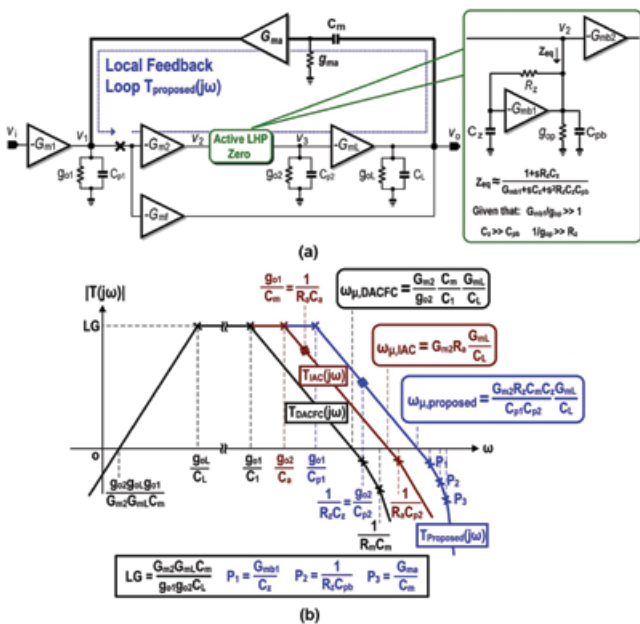 Gma
Cm
gma
Local Feedback
Loop Tproposed(jω)
Vi
-Gm1
V1
-Gm2
V2
Active LHP
Zero
V3
-GmL
Vo
go1
Cp1
go2
Cp2
goL
CL
-Gmf
V2
-Gmb2
Zeq
Rz
Cz
-Gmb1
gop
Cpb
Zeq≈ 1+sRzCz / Gmb1+sCz+s²RzCzCpb
Given that: Gmb1/gop >> 1
Cz >> Cpb 1/gop >> Rz
(a)
|T(jω)|
LG
go1/Cm = 1/RaCa
ωμ,DACFC = Gm2/go2 Cm/C1 GmL/CL
ωμ,IAC = Gm2Ra GmL/CL
ωμ,proposed = Gm2RzCmCz/Cp1Cp2 GmL/CL
TIAC(jω)
TDACFC(jω)
o
ω
P1
P2
P3
go2goLgo1/Gm2GmLCm
goL/CL
go1/C1
go2/Ca
go1/Cp1
1/RzCz = go2/Cp2
1/RaCp2
1/RmCm
TProposed(jω)
LG = Gm2GmLCm/go1go2CL P1 = Gmb1/Cz P2 = 1/RzCpb P3 = Gma/Cm
(b)